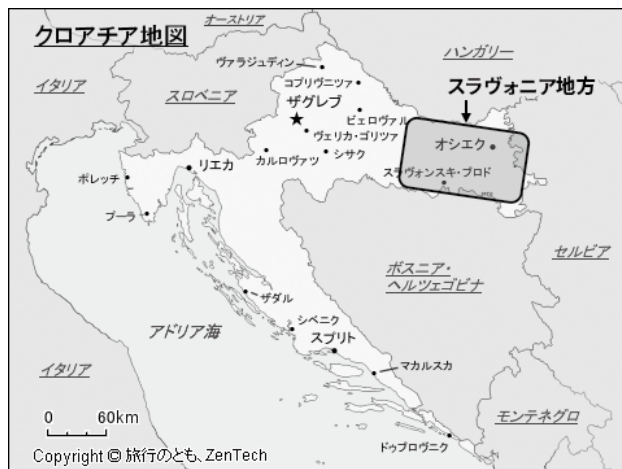 クロアチア地図
オーストリア
ハンガリー
イタリア
スロベニア
ヴァラジュディン
コプリヴニツァ
ザグレブ
ビェロヴァル
ヴェリカ・ゴリツァ
シサク
カルロヴァツ
スラヴォニア地方
オシエク
スラヴォンスキ・ブロド
リエカ
ポレッチ
プーラ
セルビア
ボスニア・
ヘルツェゴビナ
ザダル
シベニク
アドリア海
スプリト
マカルスカ
イタリア
モンテネグロ
ドゥブロヴニク
0 60km
Copyright © 旅行のとも、ZenTech